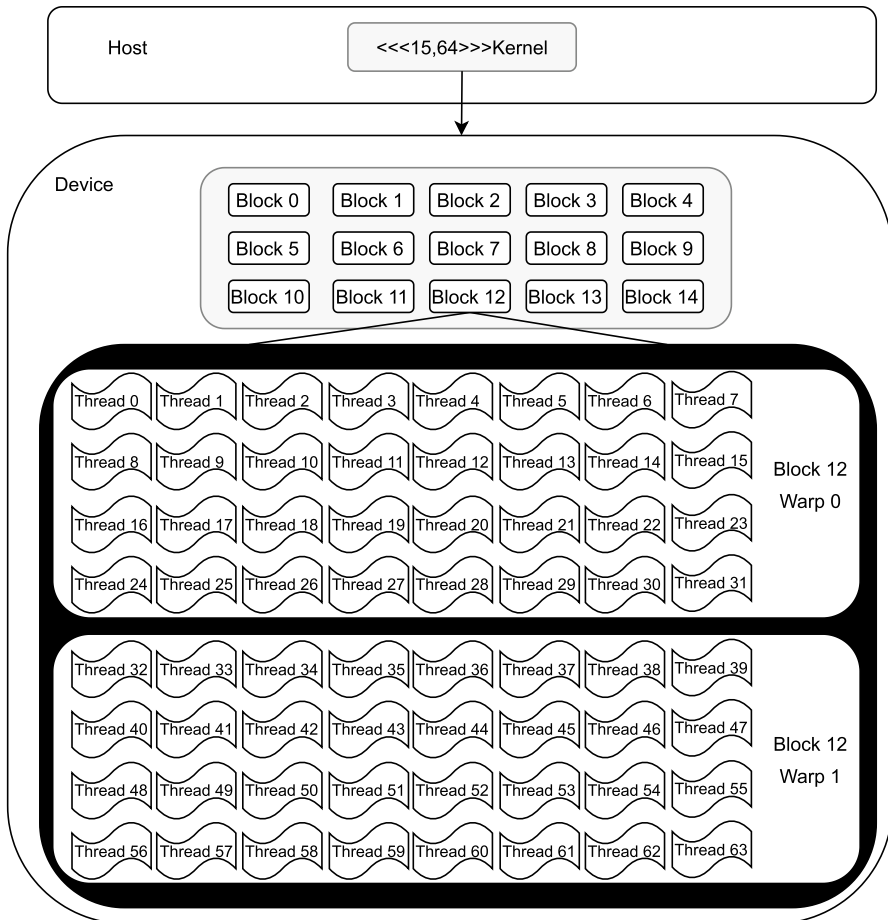 Host
<<<15,64>>>Kernel
Device
Block 0 Block 1 Block 2 Block 3 Block 4
Block 5 Block 6 Block 7 Block 8 Block 9
Block 10 Block 11 Block 12 Block 13 Block 14
Thread 0 Thread 1 Thread 2 Thread 3 Thread 4 Thread 5 Thread 6 Thread 7
Thread 8 Thread 9 Thread 10 Thread 11 Thread 12 Thread 13 Thread 14 Thread 15
Thread 16 Thread 17 Thread 18 Thread 19 Thread 20 Thread 21 Thread 22 Thread 23
Thread 24 Thread 25 Thread 26 Thread 27 Thread 28 Thread 29 Thread 30 Thread 31
Block 12
Warp 0
Thread 32 Thread 33 Thread 34 Thread 35 Thread 36 Thread 37 Thread 38 Thread 39
Thread 40 Thread 41 Thread 42 Thread 43 Thread 44 Thread 45 Thread 46 Thread 47
Thread 48 Thread 49 Thread 50 Thread 51 Thread 52 Thread 53 Thread 54 Thread 55
Thread 56 Thread 57 Thread 58 Thread 59 Thread 60 Thread 61 Thread 62 Thread 63
Block 12
Warp 1